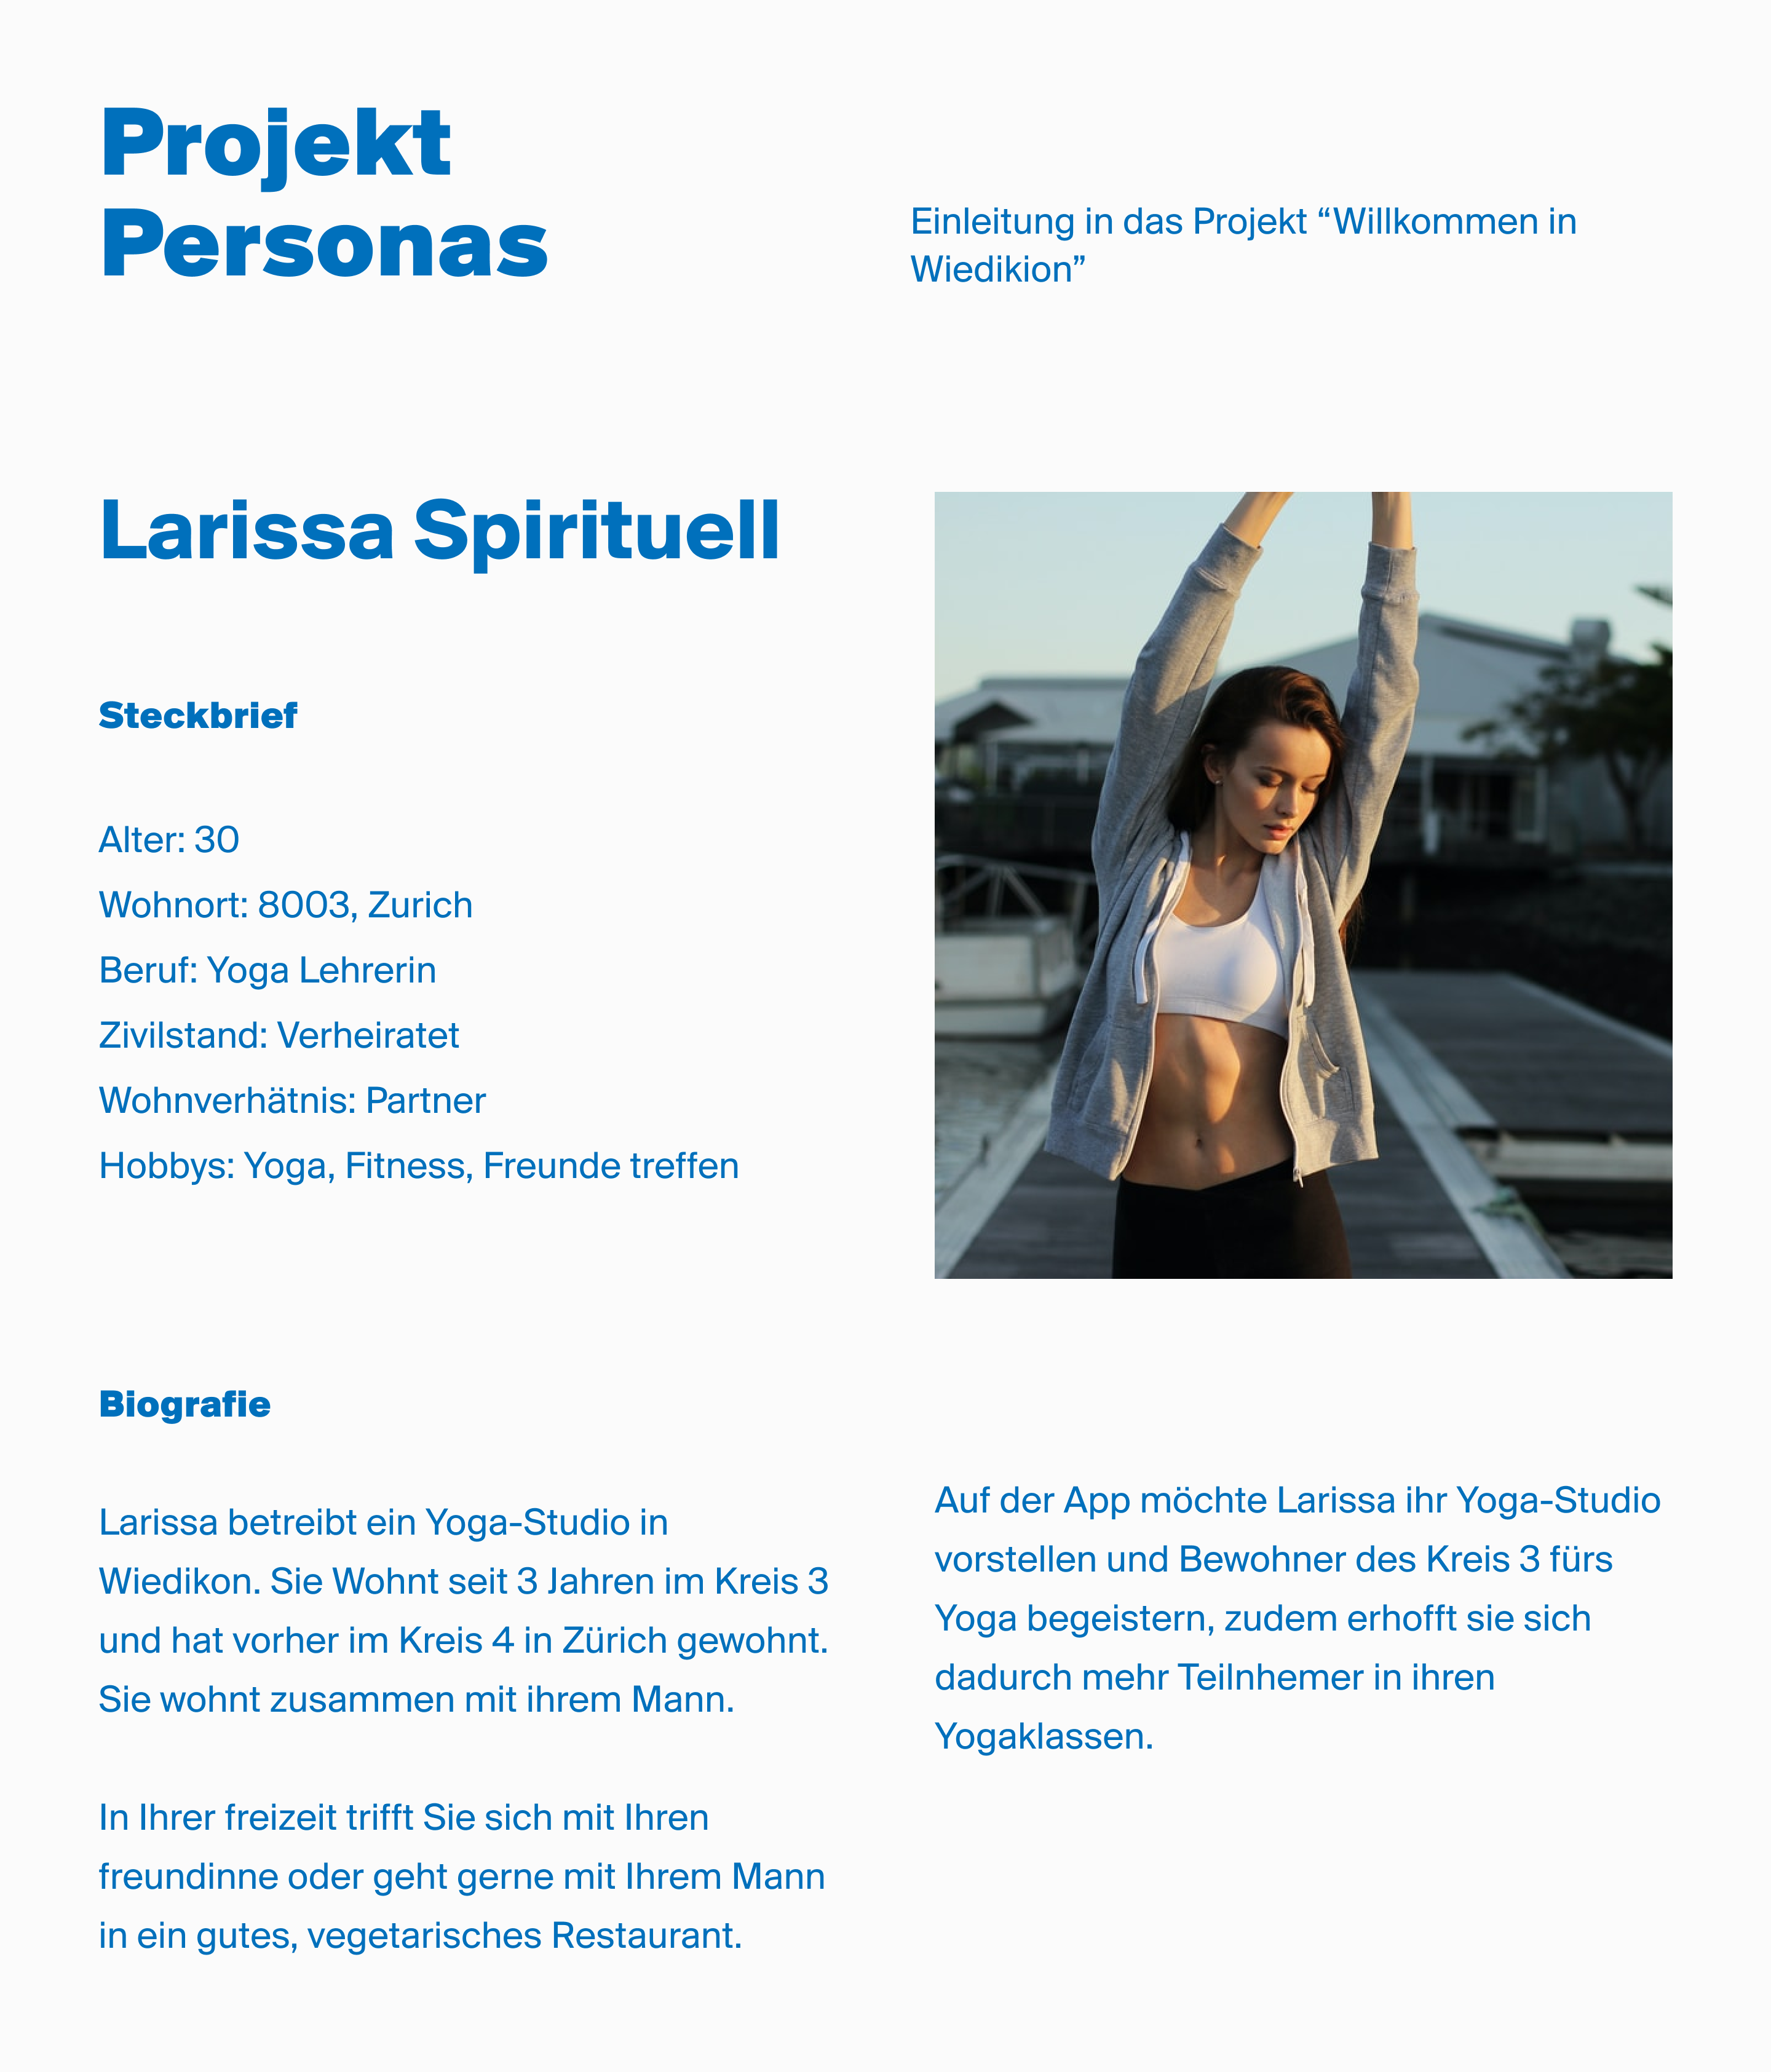 Projekt
Personas
Einleitung in das Projekt “Willkommen in
Wiedikion”
Larissa Spirituell
Steckbrief
Alter: 30
Wohnort: 8003, Zurich
Beruf: Yoga Lehrerin
Zivilstand: Verheiratet
Wohnverhätnis: Partner
Hobbys: Yoga, Fitness, Freunde treffen
Biografie
Larissa betreibt ein Yoga-Studio in
Wiedikon. Sie Wohnt seit 3 Jahren im Kreis 3
und hat vorher im Kreis 4 in Zürich gewohnt.
Sie wohnt zusammen mit ihrem Mann.
In Ihrer freizeit trifft Sie sich mit Ihren
freundinne oder geht gerne mit Ihrem Mann
in ein gutes, vegetarisches Restaurant.
Auf der App möchte Larissa ihr Yoga-Studio
vorstellen und Bewohner des Kreis 3 fürs
Yoga begeistern, zudem erhofft sie sich
dadurch mehr Teilnhemer in ihren
Yogaklassen.